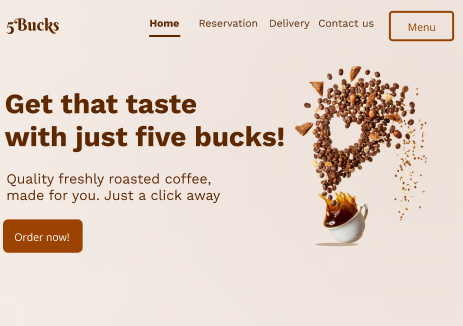 5Bucks
Home Reservation Delivery Contact us Menu
Get that taste
with just five bucks!
Quality freshly roasted coffee,
made for you. Just a click away
Order now!